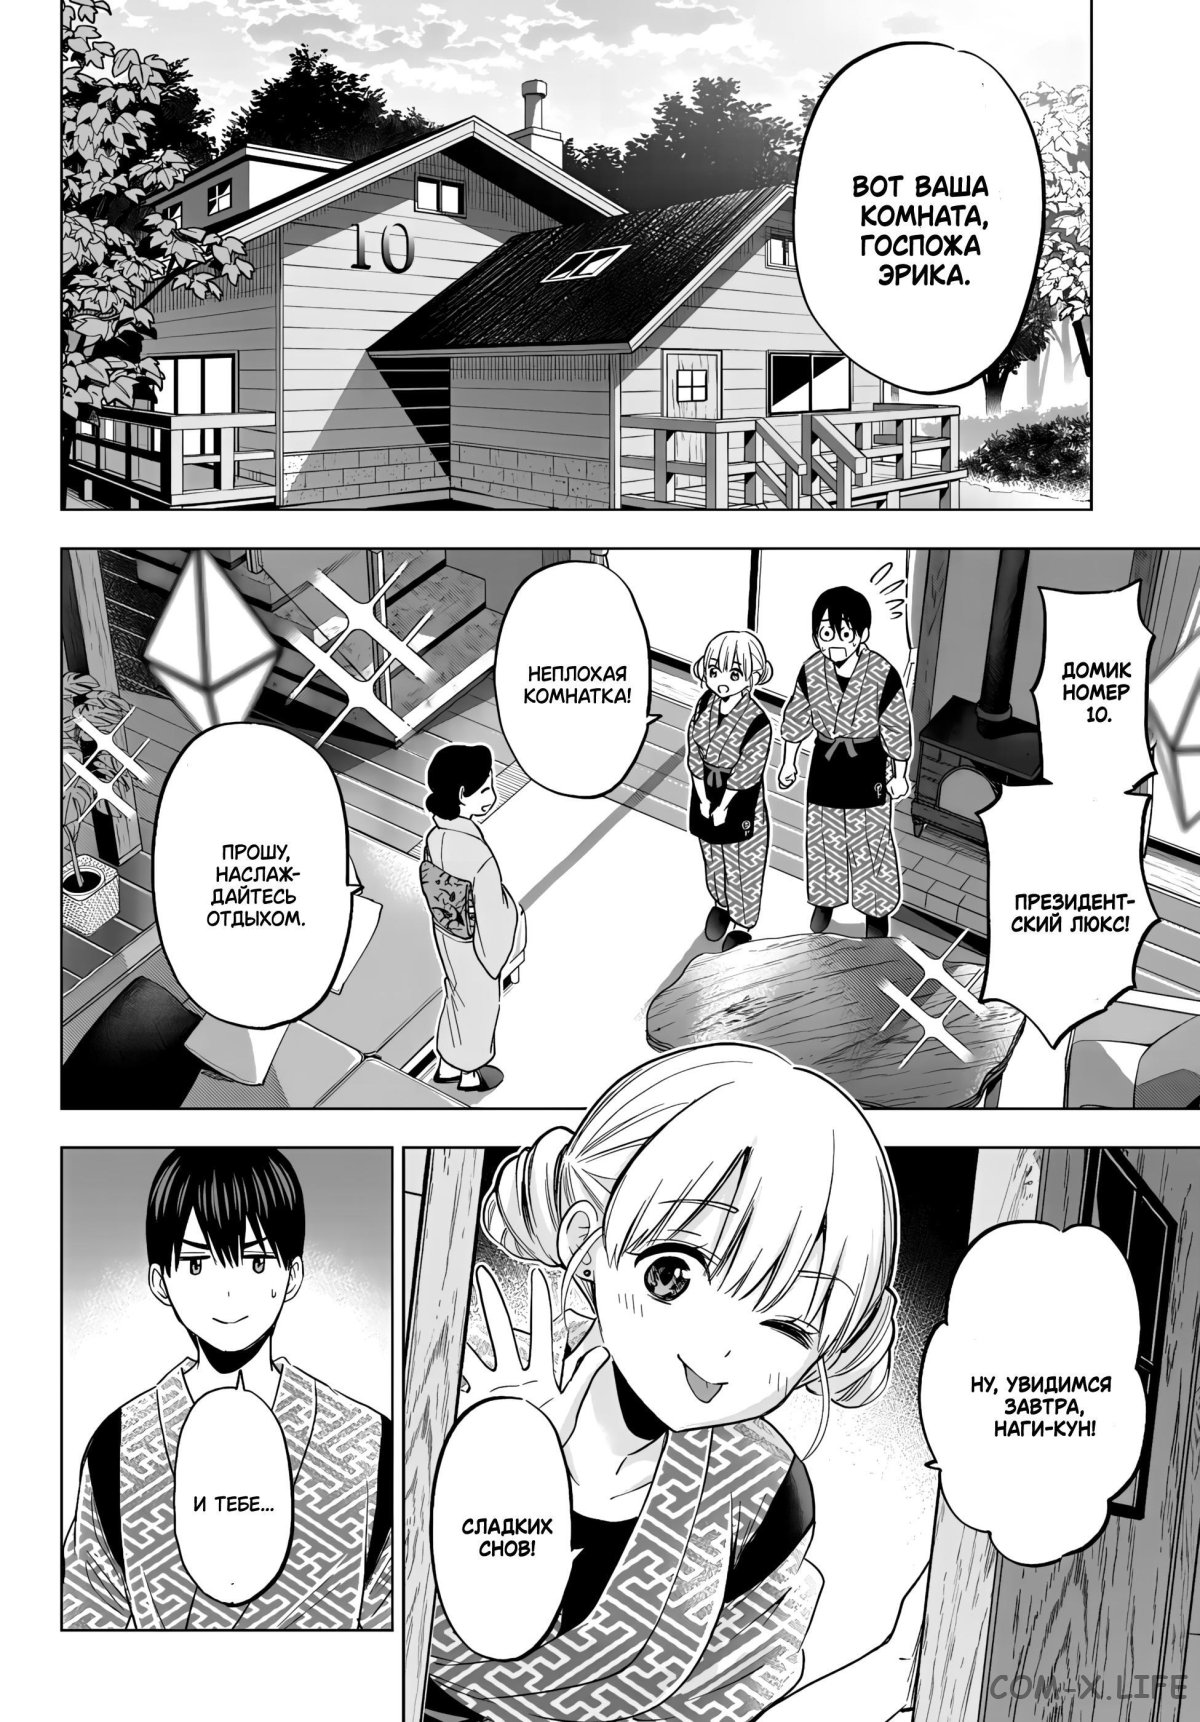 ВОТ ВАША
КОМНАТА,
ГОСПОЖА
ЭРИКА.
10
ДОМИК
НОМЕР
10.
ПРЕЗИДЕНТ-
СКИЙ ЛЮКС!
НЕПЛОХАЯ
КОМНАТКА!
ПРОШУ,
НАСЛАЖ-
ДАЙТЕСЬ
ОТДЫХОМ.
НУ, УВИДИМСЯ
ЗАВТРА,
НАГИ-КУН!
СЛАДКИХ
СНОВ!
И ТЕБЕ...
COM-X.LIFE